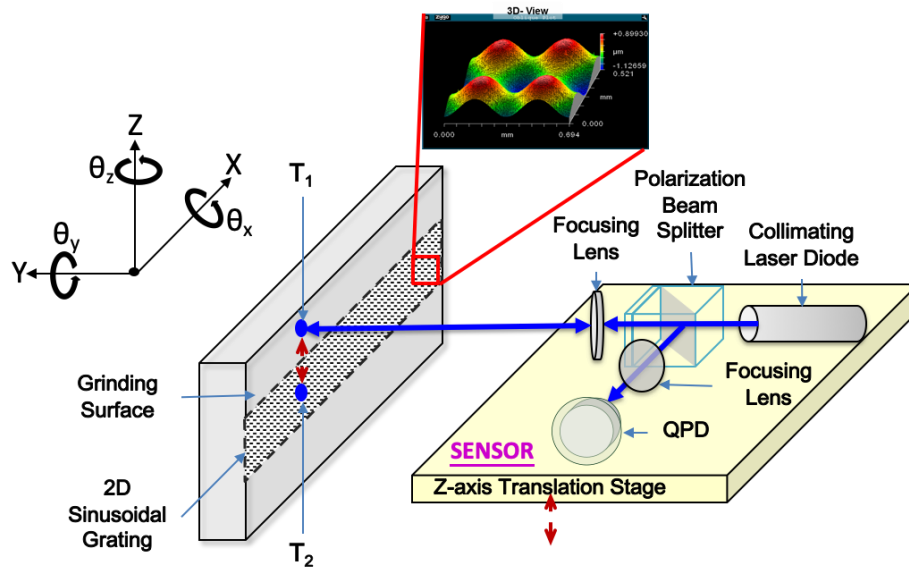 3D- View
zygo
+0.89930
µm
-1.12659
0.521
mm
0.000
0.000
mm
0.694
Z
θz
X
θx
θy
Y
T1
Polarization
Beam
Splitter
Focusing
Lens
Collimating
Laser Diode
Grinding
Surface
Focusing
Lens
QPD
SENSOR
Z-axis Translation Stage
2D
Sinusoidal
Grating
T2